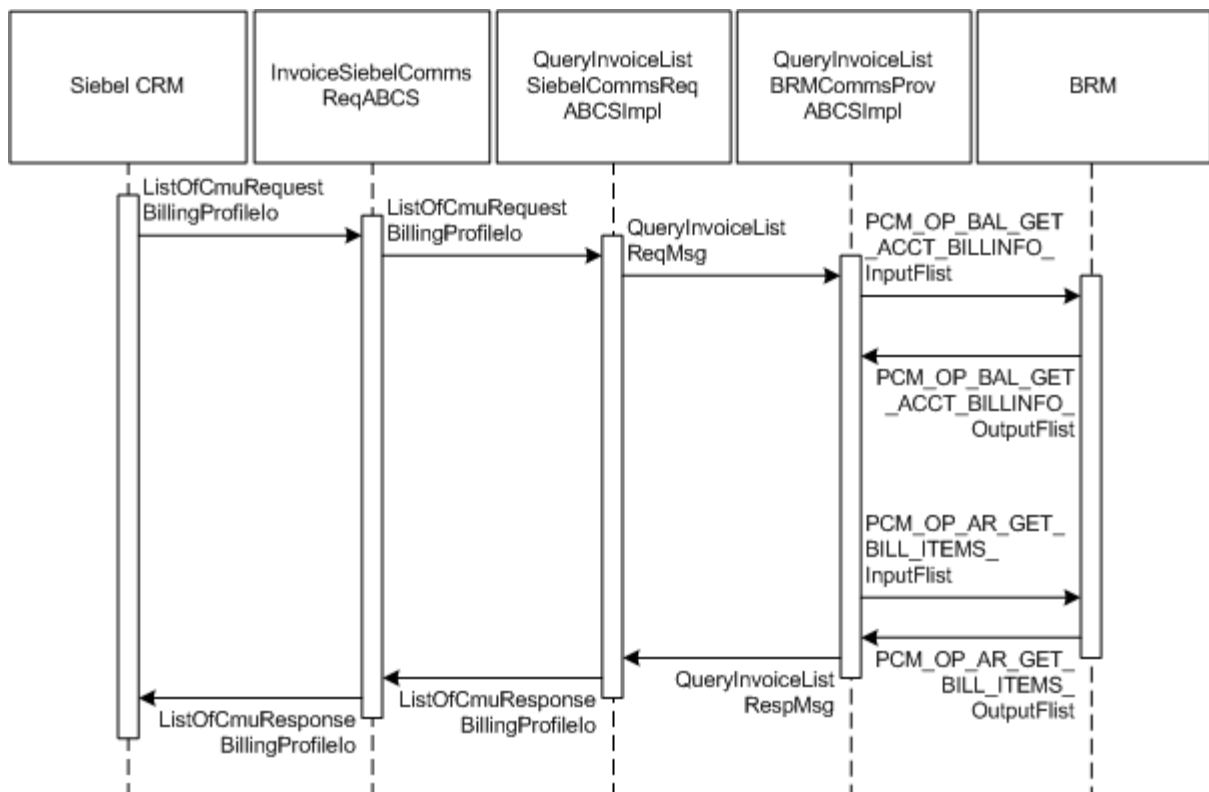 Siebel CRM
InvoiceSiebelComms
ReqABCS
QueryInvoiceList
SiebelCommsReq
ABCSImpl
QueryInvoiceList
BRMCommsProv
ABCSImpl
BRM
ListOfCmuRequest
BillingProfileIo
ListOfCmuRequest
BillingProfileIo
QueryInvoiceList
ReqMsg
PCM_OP_BAL_GET
_ACCT_BILLINFO_
InputFlist
PCM_OP_BAL_GET
_ACCT_BILLINFO_
OutputFlist
PCM_OP_AR_GET_
BILL_ITEMS_
InputFlist
PCM_OP_AR_GET_
BILL_ITEMS_
OutputFlist
QueryInvoiceList
RespMsg
ListOfCmuResponse
BillingProfileIo
ListOfCmuResponse
BillingProfileIo